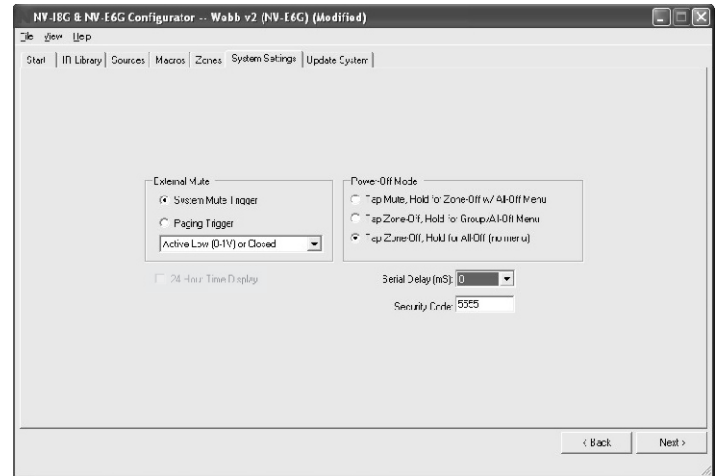 NV-I8G & NV-E6G Configurator -- Webb v2 (NV-E6G) (Modified)
File View Help
Start IR Library Sources Macros Zones System Settings Update System
External Mute
System Mute Trigger
Paging Trigger
Active Low (0-1V) or Closed
24 Hour Time Display
Power-Off Mode
Tap Mute, Hold for Zone-Off w/ All-Off Menu
Tap Zone-Off, Hold for Group/All-Off Menu
Tap Zone-Off, Hold for All-Off (no menu)
Serial Delay (mS): 0
Security Code: 5555
< Back Next >